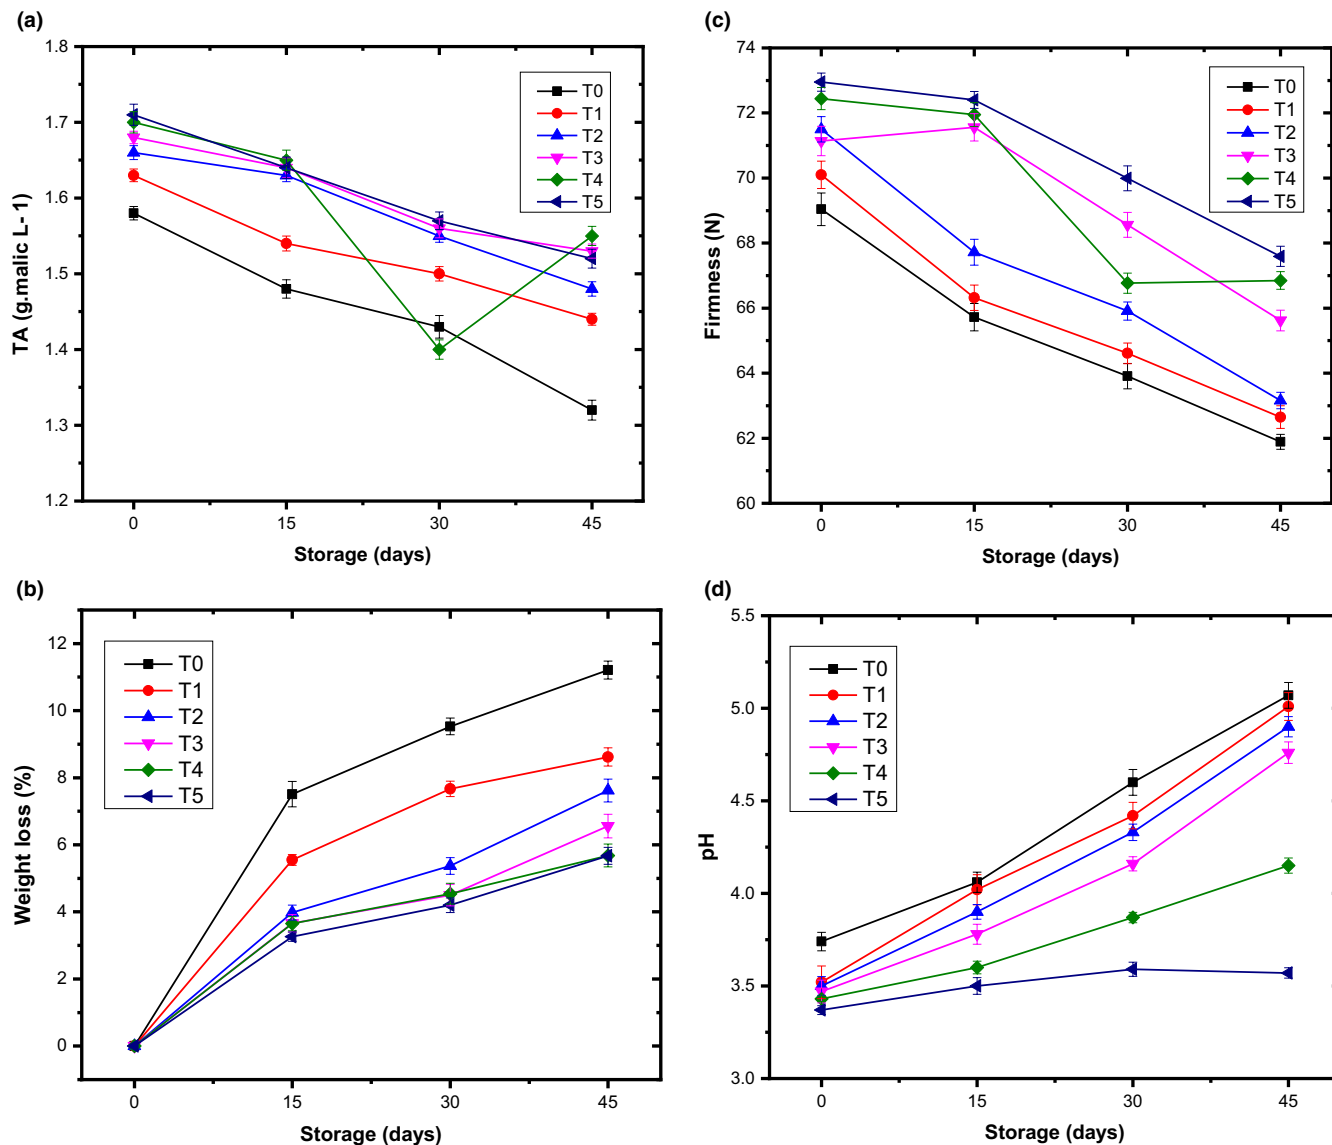 (a)
1.8
1.7
1.6
1.5
1.4
1.3
1.2
TA (g.malic L- 1)
0
15
30
45
Storage (days)
T0
T1
T2
T3
T4
T5
(c)
74
72
70
68
66
64
62
60
Firmness (N)
0
15
30
45
Storage (days)
T0
T1
T2
T3
T4
T5
(b)
12
10
8
6
4
2
0
Weight loss (%)
0
15
30
45
Storage (days)
T0
T1
T2
T3
T4
T5
(d)
5.5
5.0
4.5
4.0
3.5
3.0
pH
0
15
30
45
Storage (days)
T0
T1
T2
T3
T4
T5